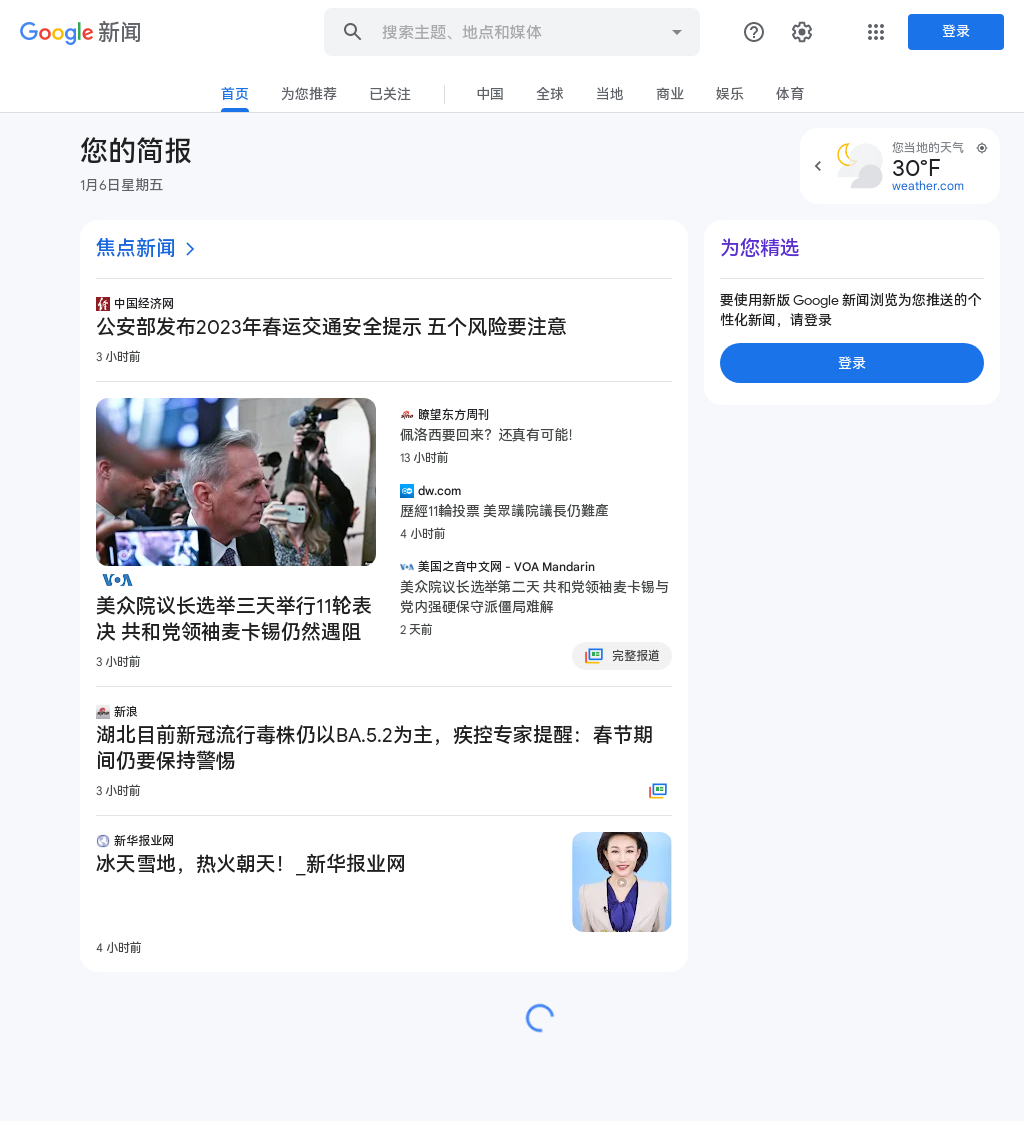 Google 新闻
搜索主题、地点和媒体
登录
首页 为您推荐 已关注 中国 全球 当地 商业 娱乐 体育
您的简报
1月6日星期五
您当地的天气
30°F
weather.com
焦点新闻
中国经济网
公安部发布2023年春运交通安全提示 五个风险要注意
3 小时前
VOA
美众院议长选举三天举行11轮表
决 共和党领袖麦卡锡仍然遇阻
3 小时前
瞭望东方周刊
佩洛西要回来？还真有可能！
13 小时前
dw.com
歷經11輪投票 美眾議院議長仍難產
4 小时前
美国之音中文网 - VOA Mandarin
美众院议长选举第二天 共和党领袖麦卡锡与
党内强硬保守派僵局难解
2 天前
完整报道
新浪
湖北目前新冠流行毒株仍以BA.5.2为主，疾控专家提醒：春节期
间仍要保持警惕
3 小时前
新华报业网
冰天雪地，热火朝天！_新华报业网
4 小时前
为您精选
要使用新版 Google 新闻浏览为您推送的个
性化新闻，请登录
登录